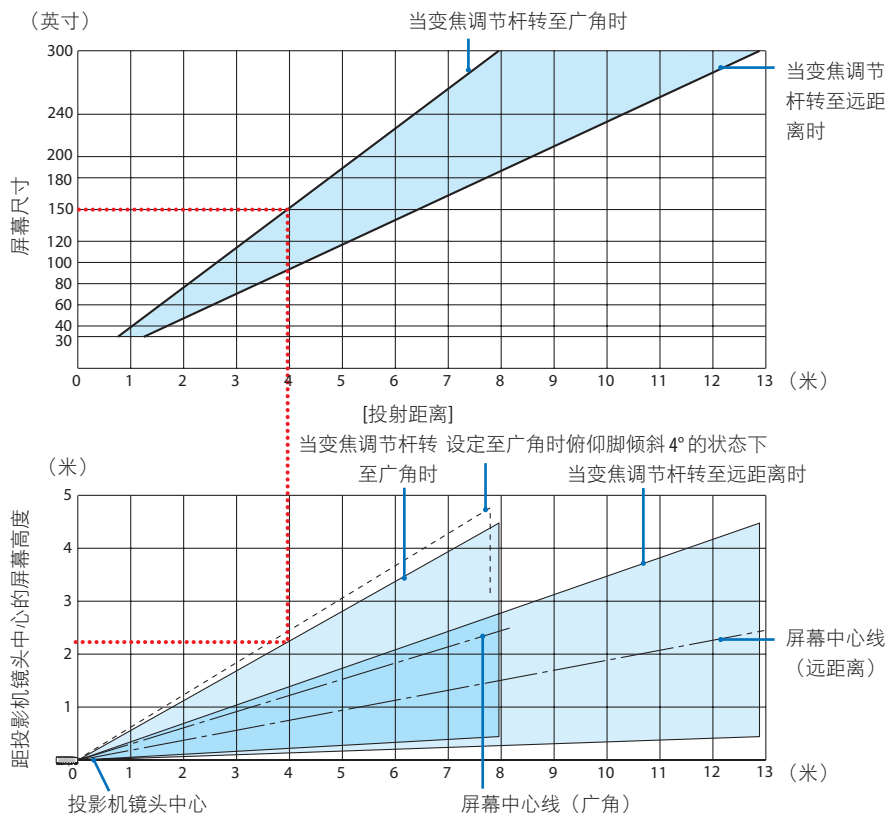 （英寸）
当变焦调节杆转至广角时
300
240
200
180
150
120
100
80
60
40
30
屏幕尺寸
当变焦调节
杆转至远距
离时
0 1 2 3 4 5 6 7 8 9 10 11 12 13 （米）
[投射距离]
当变焦调节杆转
至广角时
设定至广角时俯仰脚倾斜 4° 的状态下
当变焦调节杆转至远距离时
（米）
5
4
3
2
1
距投影机镜头中心的屏幕高度
屏幕中心线
（远距离）
0 1 2 3 4 5 6 7 8 9 10 11 12 13 （米）
投影机镜头中心
屏幕中心线（广角）